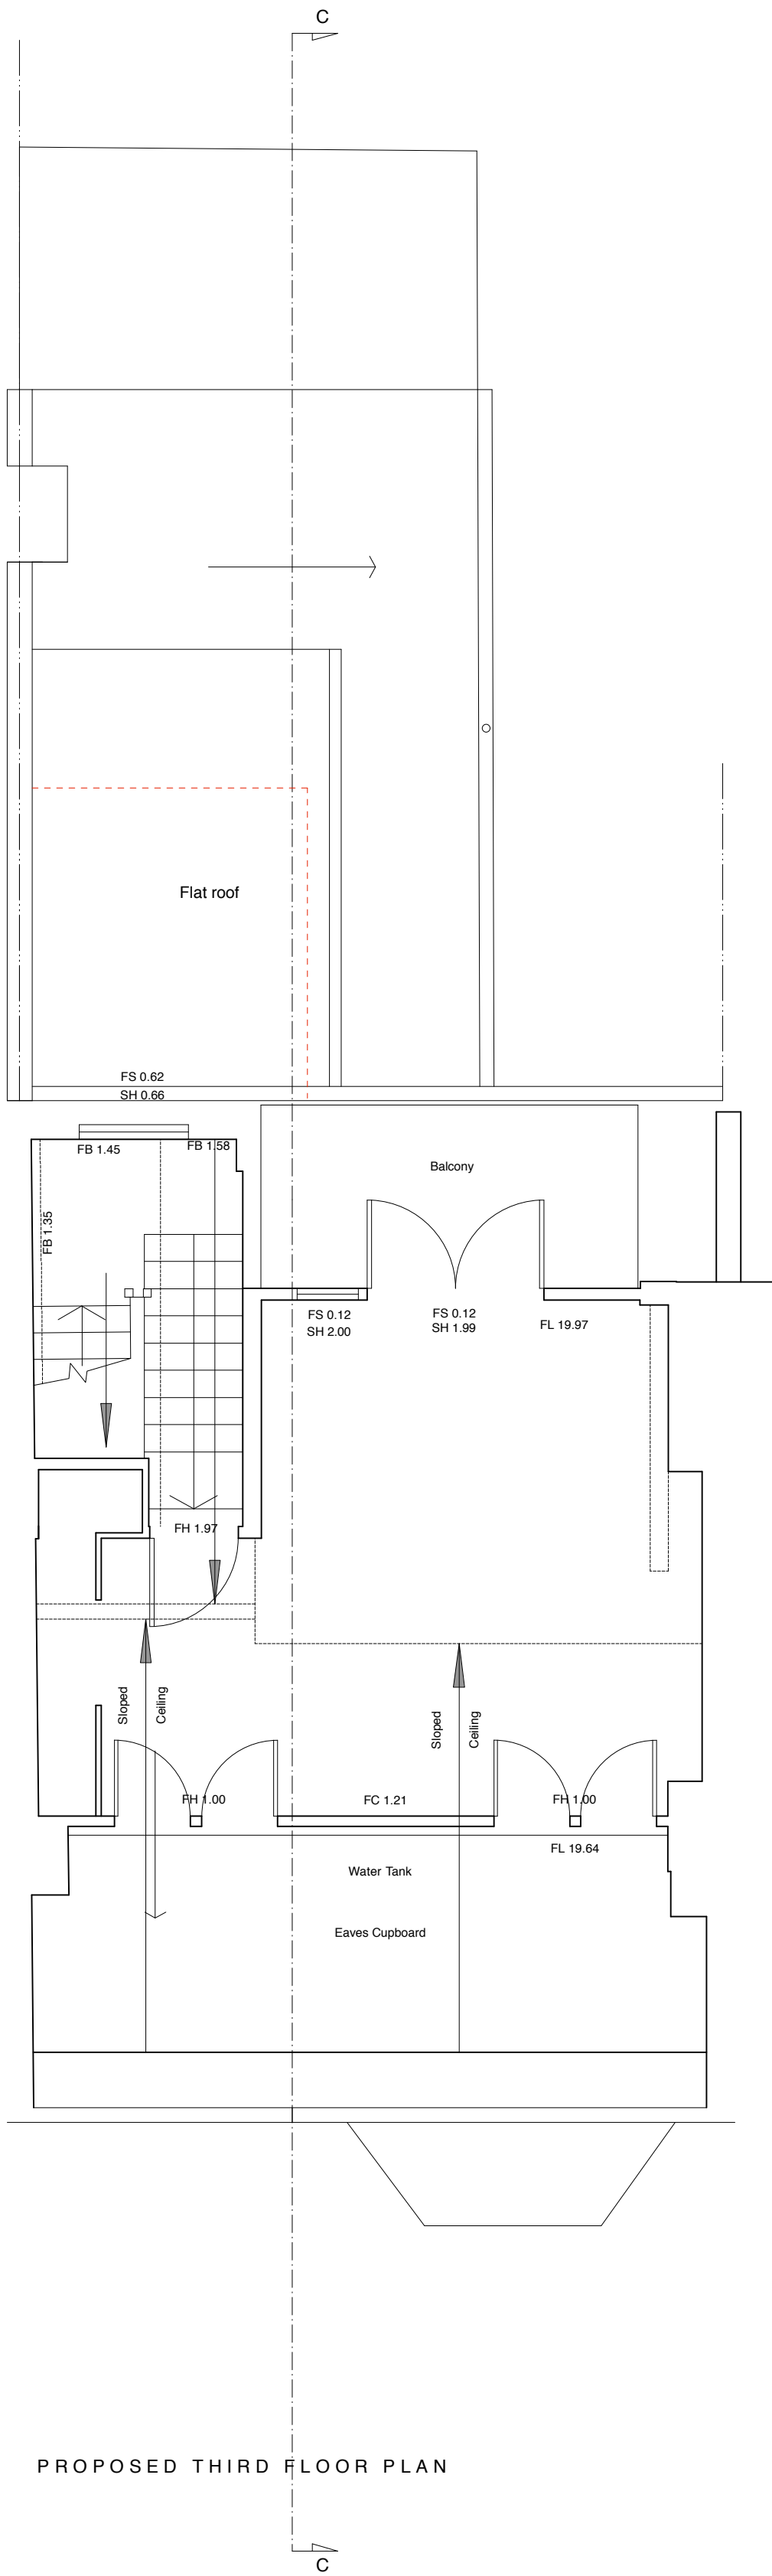 C
Flat roof
FS 0.62
SH 0.66
FB 1.45
FB 1.58
Balcony
FB 1.35
FS 0.12
SH 2.00
FS 0.12
SH 1.99
FL 19.97
FH 1.97
Sloped
Ceiling
Sloped
Ceiling
FH 1.00
FC 1.21
FH 1.00
FL 19.64
Water Tank
Eaves Cupboard
PROPOSED THIRD FLOOR PLAN
C